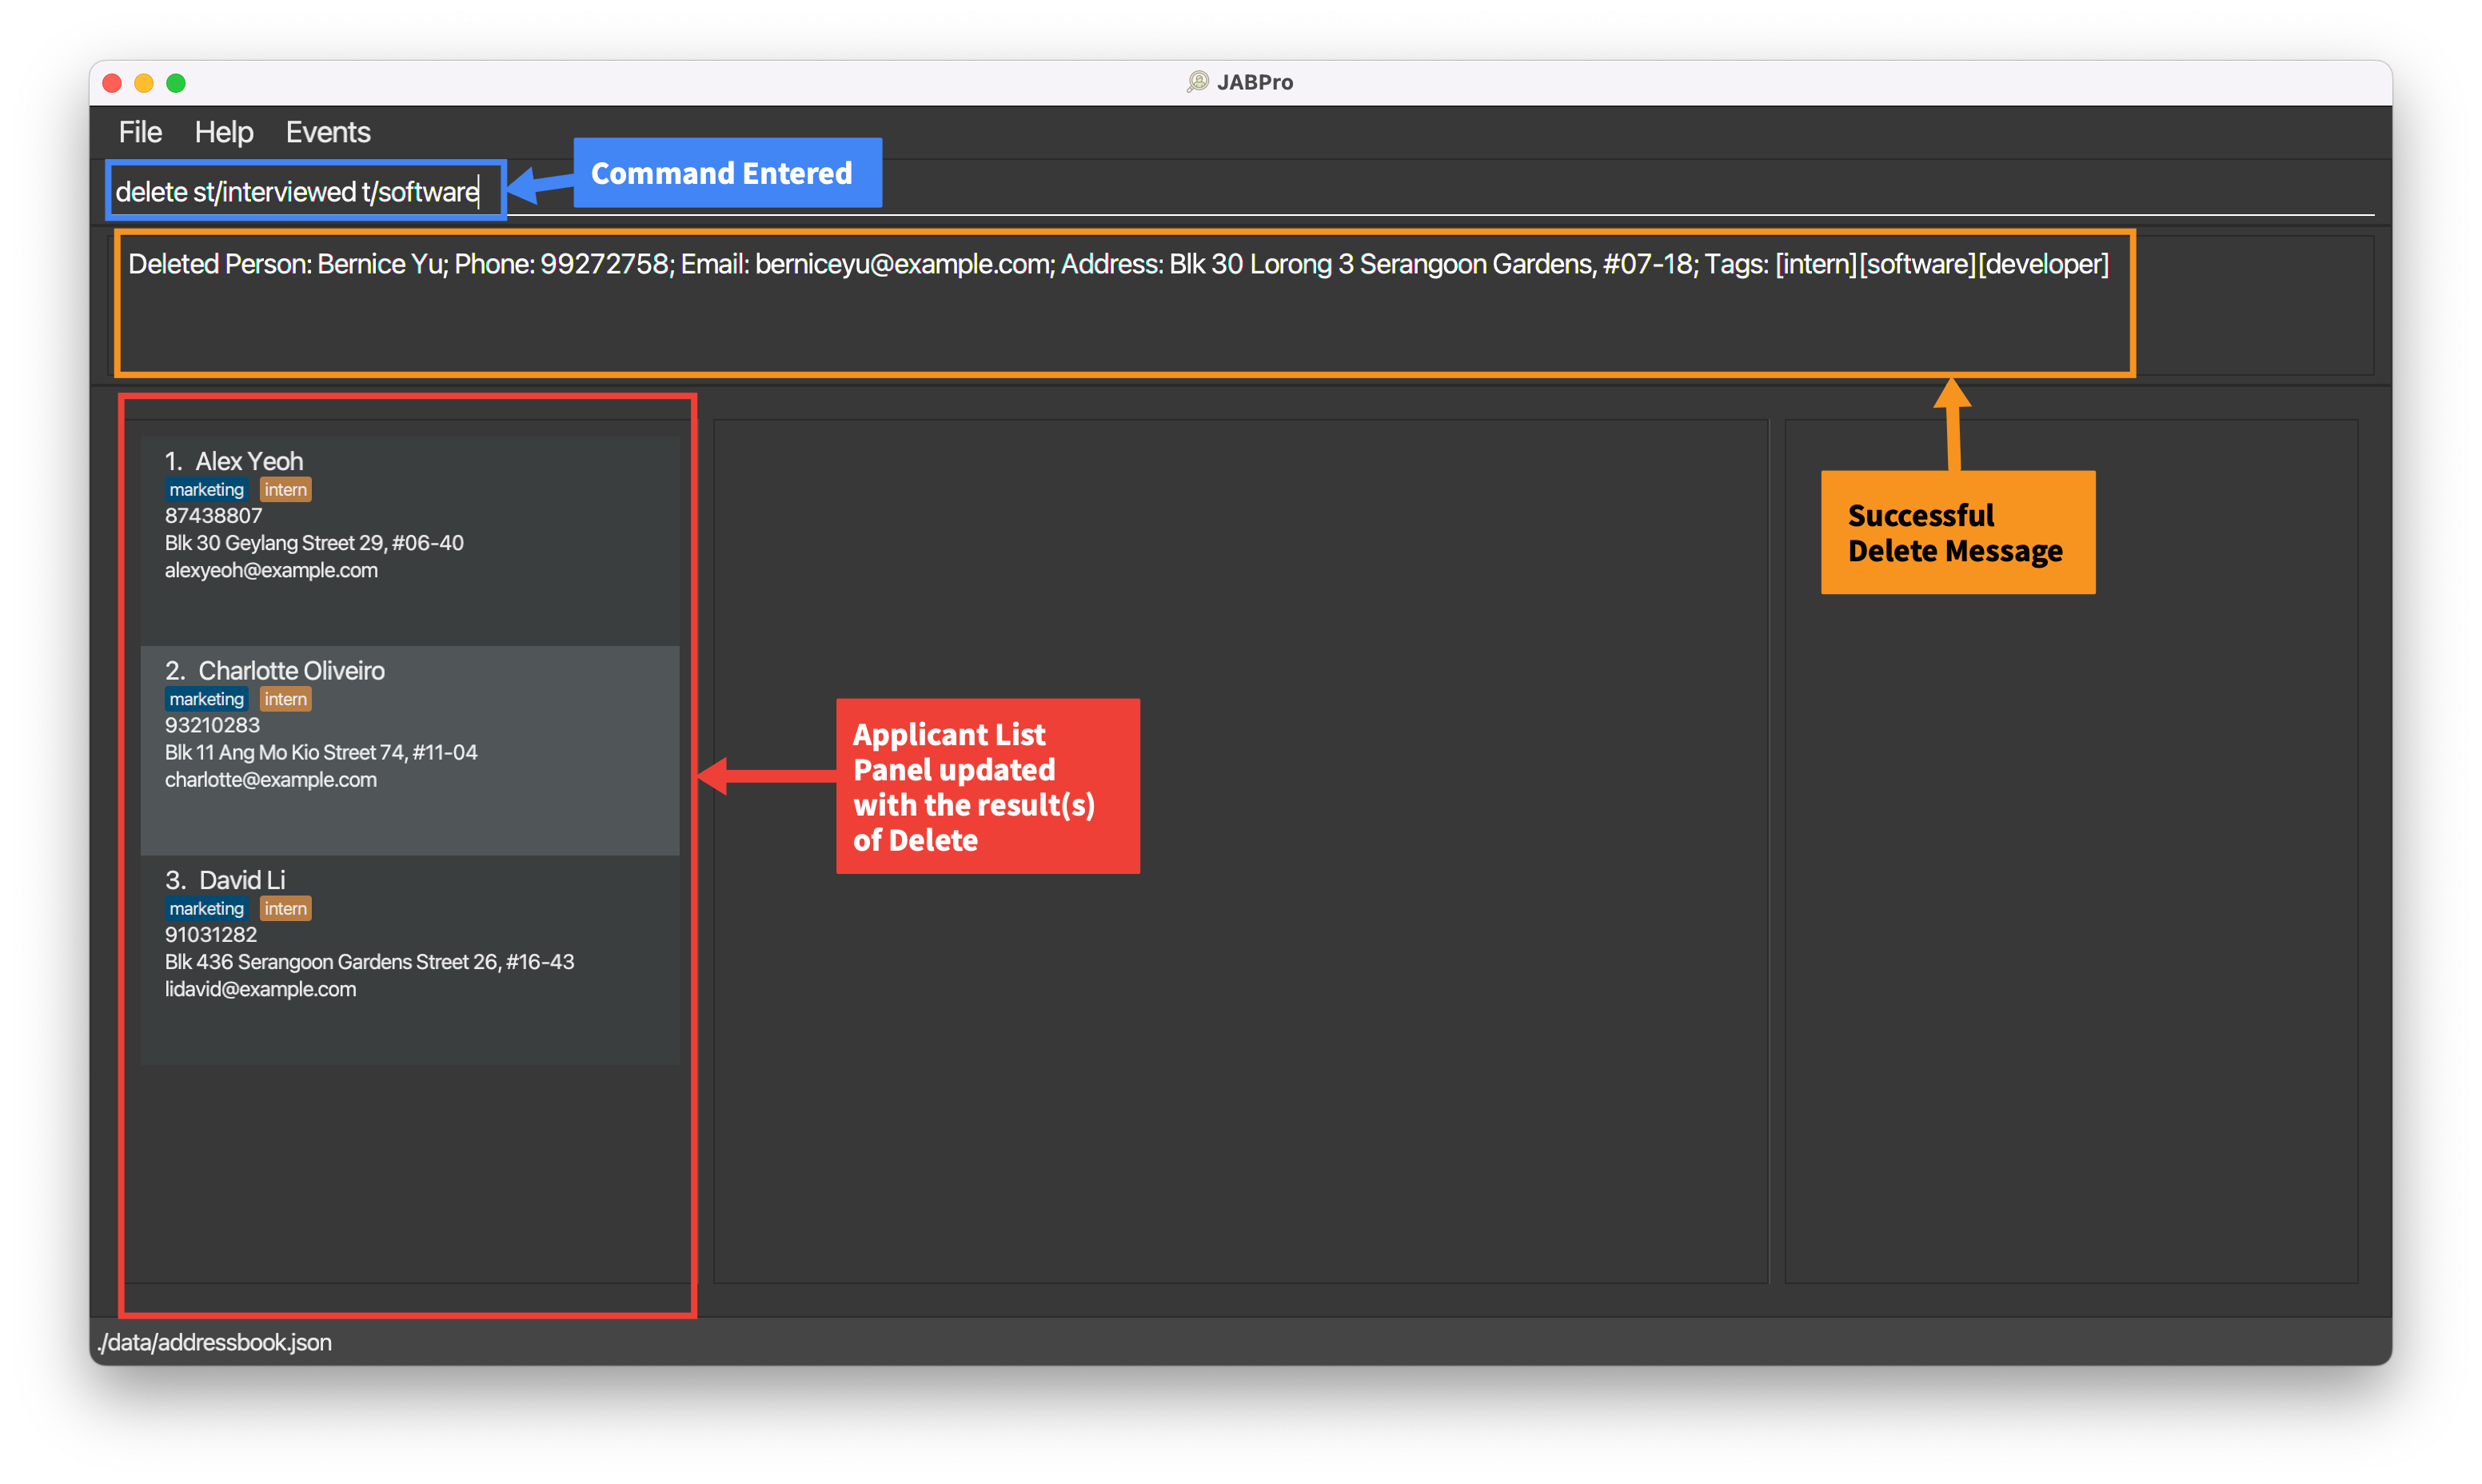 JABPro
File Help Events
Command Entered
delete st/interviewed t/software
Deleted Person: Bernice Yu; Phone: 99272758; Email: berniceyu@example.com; Address: Blk 30 Lorong 3 Serangoon Gardens, #07-18; Tags: [intern][software][developer]
1. Alex Yeoh
marketing intern
87438807
Blk 30 Geylang Street 29, #06-40
alexyeoh@example.com
2. Charlotte Oliveiro
marketing intern
93210283
Blk 11 Ang Mo Kio Street 74, #11-04
charlotte@example.com
3. David Li
marketing intern
91031282
Blk 436 Serangoon Gardens Street 26, #16-43
lidavid@example.com
Applicant List
Panel updated
with the result(s)
of Delete
Successful
Delete Message
./data/addressbook.json